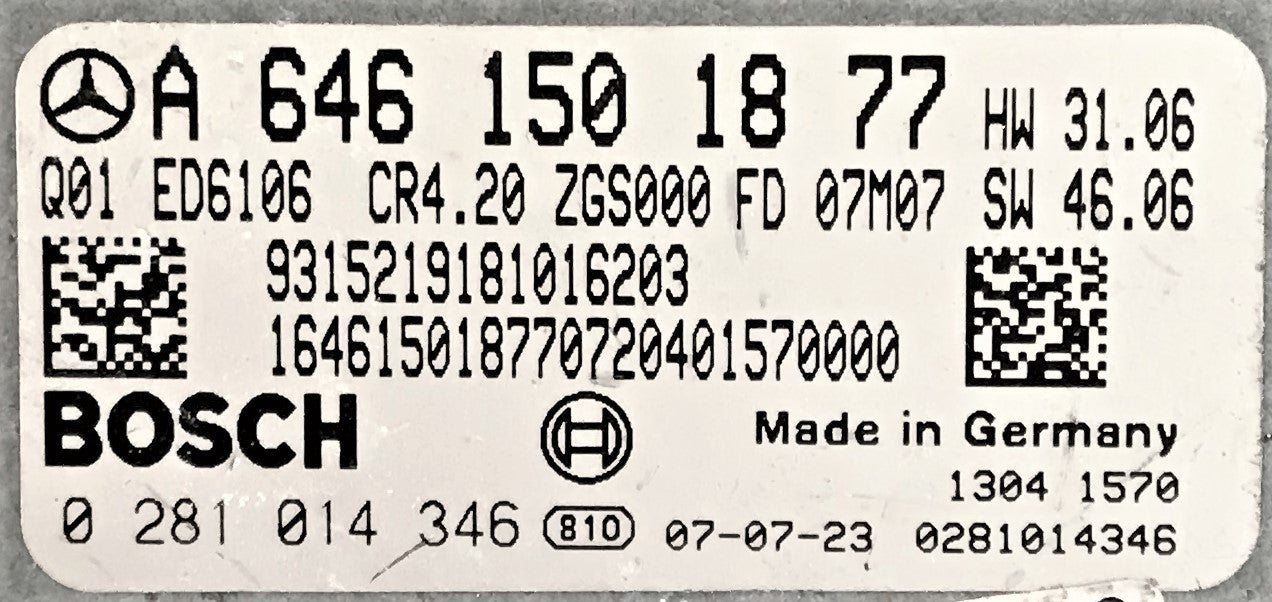 A 646 150 18 77 HW 31.06
Q01 ED6106 CR4.20 ZGS000 FD 07M07 SW 46.06
9315219181016203
164615018770720401570000
BOSCH Made in Germany
1304 1570
0 281 014 346 810 07-07-23 0281014346